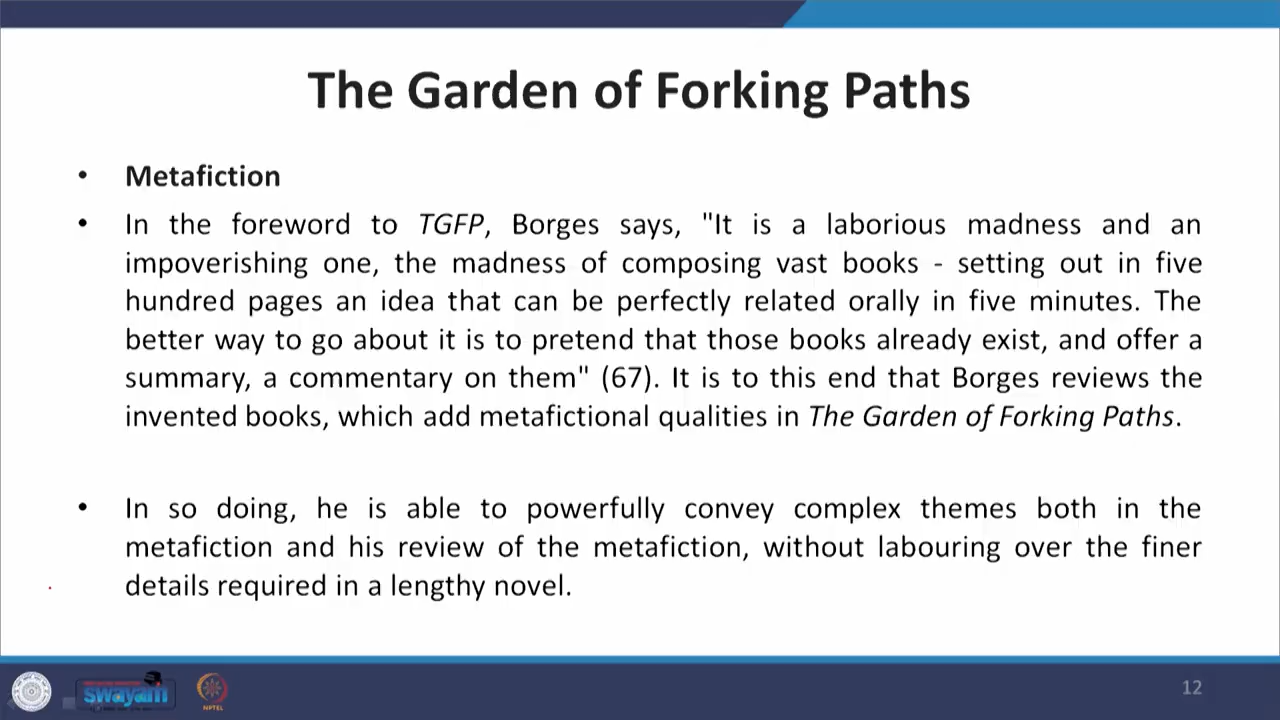 The Garden of Forking Paths
• Metafiction
• In the foreword to TGFP, Borges says, "It is a laborious madness and an
impoverishing one, the madness of composing vast books - setting out in five
hundred pages an idea that can be perfectly related orally in five minutes. The
better way to go about it is to pretend that those books already exist, and offer a
summary, a commentary on them" (67). It is to this end that Borges reviews the
invented books, which add metafictional qualities in The Garden of Forking Paths.
• In so doing, he is able to powerfully convey complex themes both in the
metafiction and his review of the metafiction, without labouring over the finer
details required in a lengthy novel.
swayam
NPTEL
12